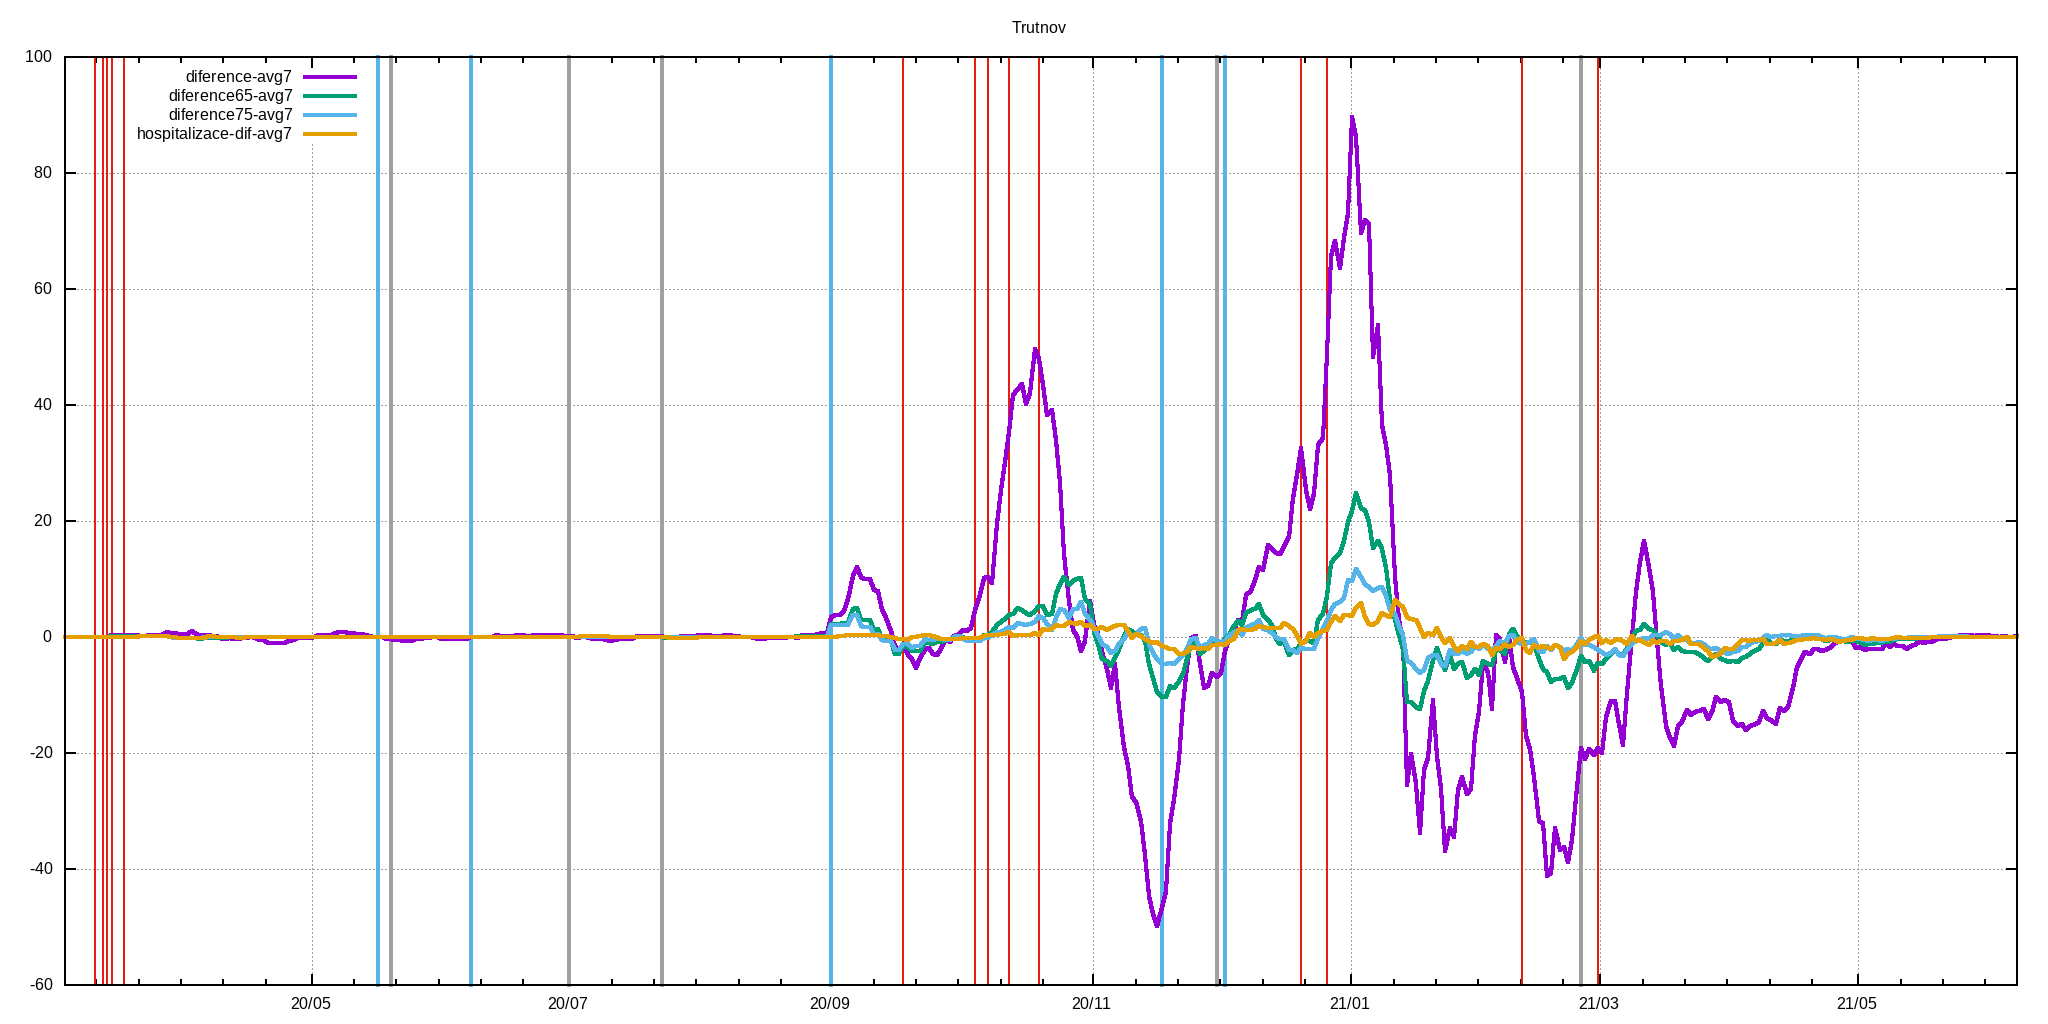 Trutnov
100
80
60
40
20
0
-20
-40
-60
diference-avg7
diference65-avg7
diference75-avg7
hospitalizace-dif-avg7
20/05 20/07 20/09 20/11 21/01 21/03 21/05